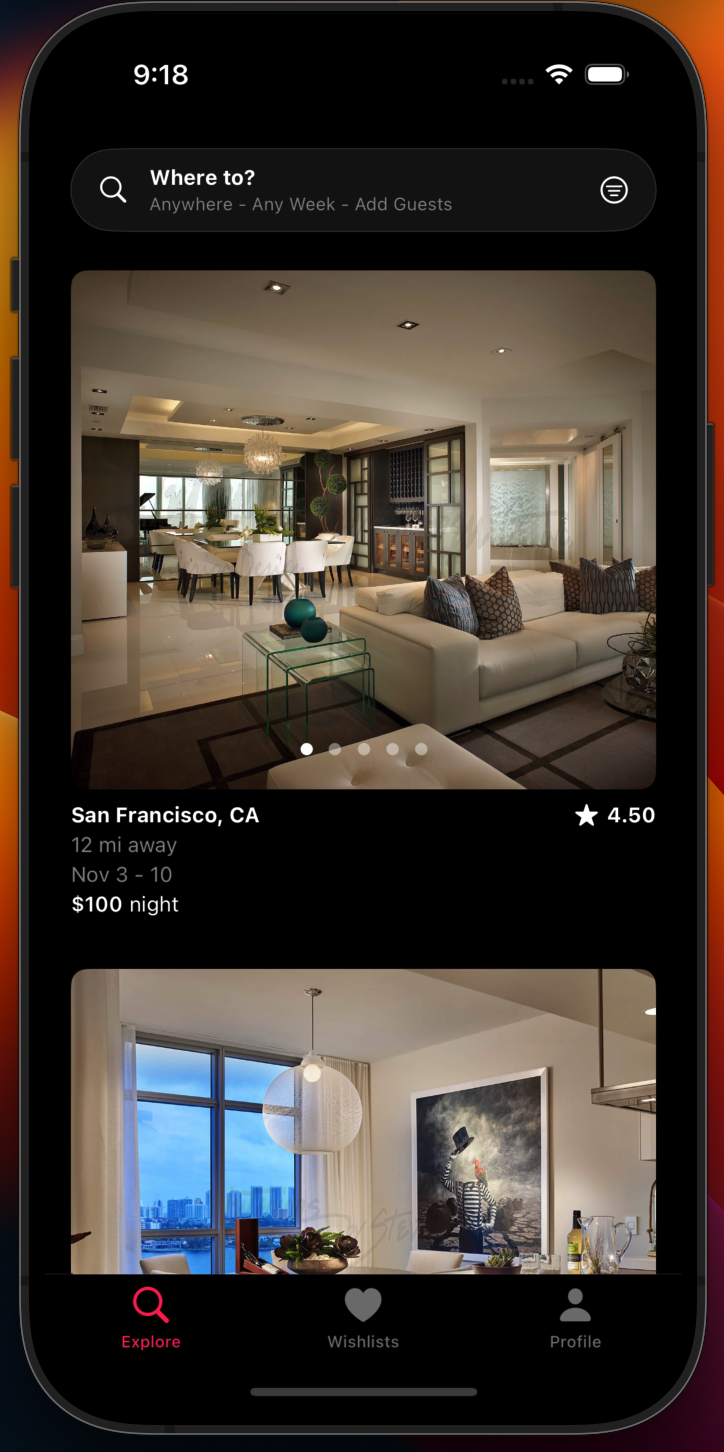 9:18
Where to?
Anywhere - Any Week - Add Guests
San Francisco, CA
4.50
12 mi away
Nov 3 - 10
$100 night
Explore
Wishlists
Profile